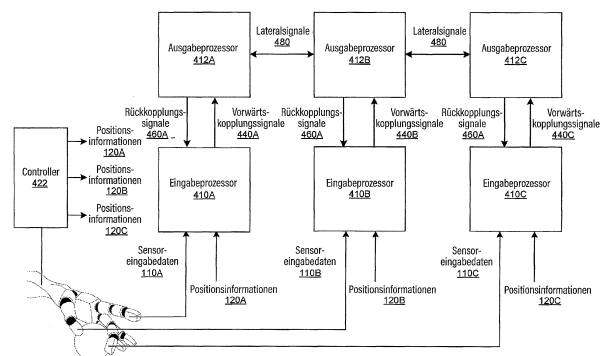 Lateralsignale
480
Lateralsignale
480
Ausgabeprozessor
412A
Ausgabeprozessor
412B
Ausgabeprozessor
412C
Rückkopplungs-
signale
460A
Vorwärts-
kopplungssignale
440A
Rückkopplungs-
signale
460A
Vorwärts-
kopplungssignale
440B
Rückkopplungs-
signale
460A
Vorwärts-
kopplungssignale
440C
Controller
422
Positions-
informationen
120A
Positions-
informationen
120B
Positions-
informationen
120C
Eingabeprozessor
410A
Eingabeprozessor
410B
Eingabeprozessor
410C
Sensor-
eingabedaten
110A
Positionsinformationen
120A
Sensor-
eingabedaten
110B
Positionsinformationen
120B
Sensor-
eingabedaten
110C
Positionsinformationen
120C